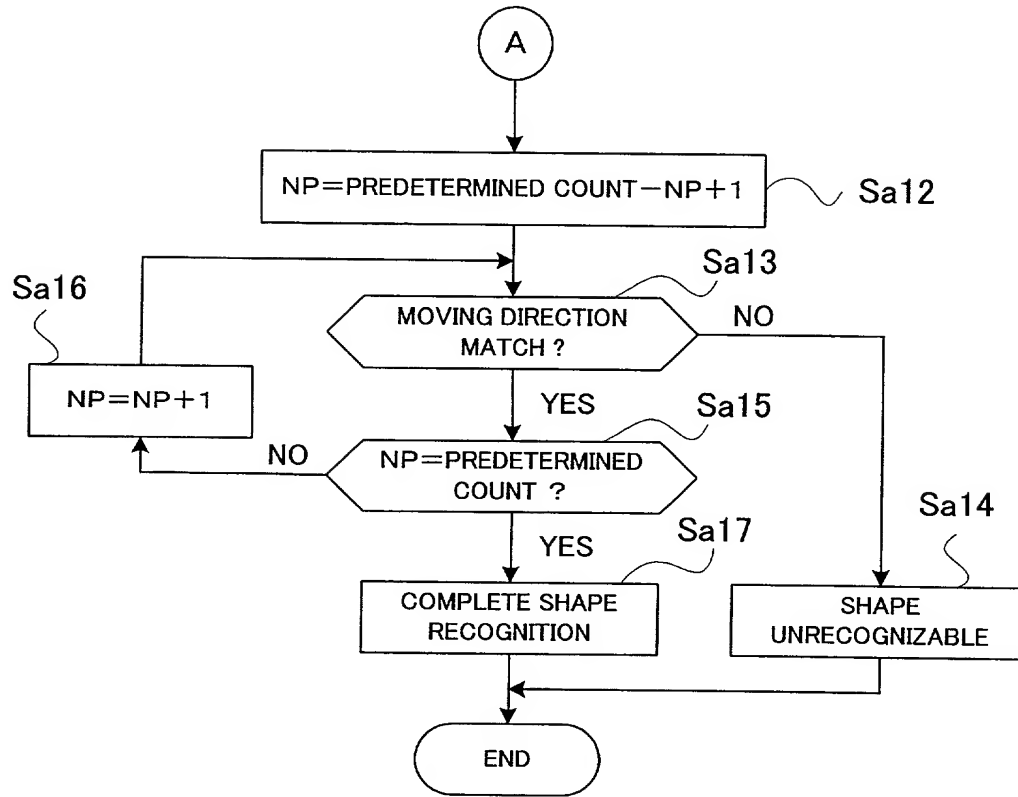 A
NP=PREDETERMINED COUNT-NP+1
Sa12
Sa13
Sa16
MOVING DIRECTION
MATCH?
NO
NP=NP+1
YES
Sa15
NO
NP=PREDETERMINED
COUNT ?
Sa14
YES
Sa17
COMPLETE SHAPE
RECOGNITION
SHAPE
UNRECOGNIZABLE
END